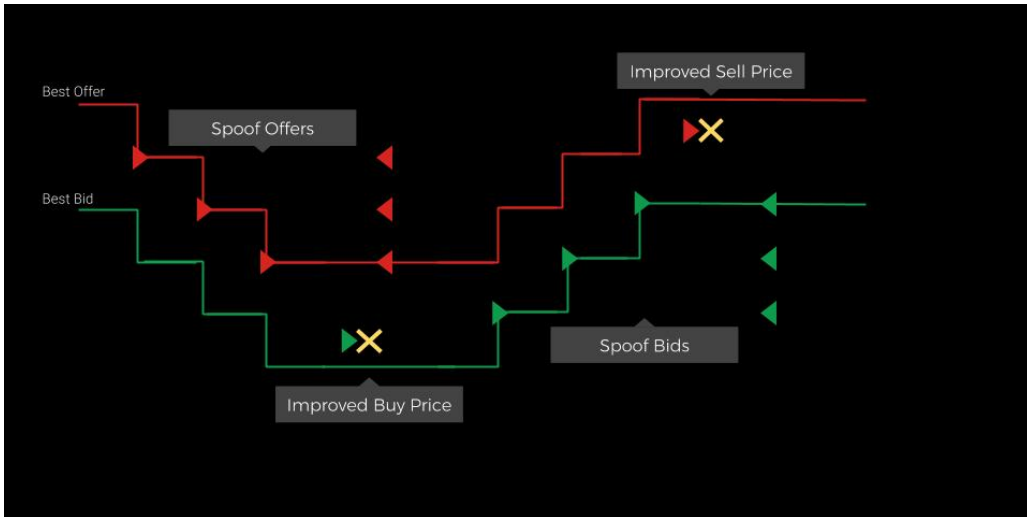 Improved Sell Price
Best Offer
Spoof Offers
Best Bid
Spoof Bids
Improved Buy Price